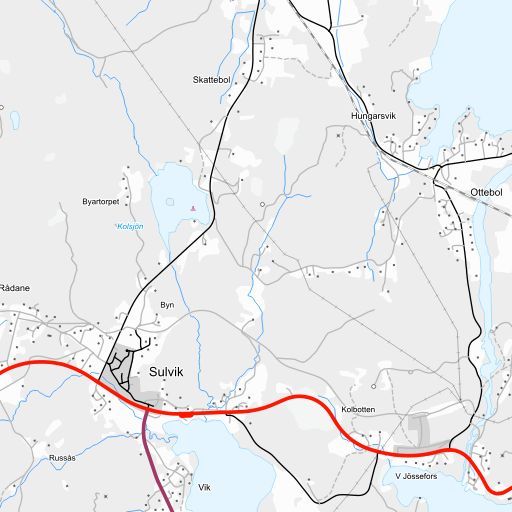 Skattebol
Hungarsvik
Ottebol
Byartorpet
Kolsjön
Rådane
Byn
Sulvik
Kolbotten
Russås
Vik
V Jössefors